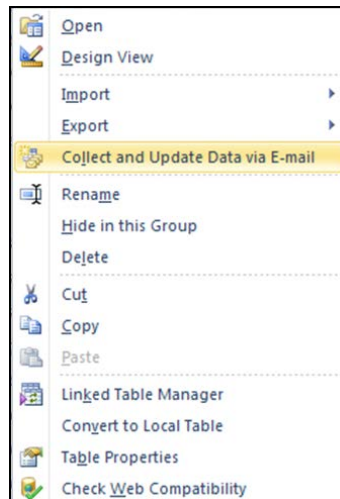 Open
Design View
Import
Export
Collect and Update Data via E-mail
Rename
Hide in this Group
Delete
Cut
Copy
Paste
Linked Table Manager
Convert to Local Table
Table Properties
Check Web Compatibility